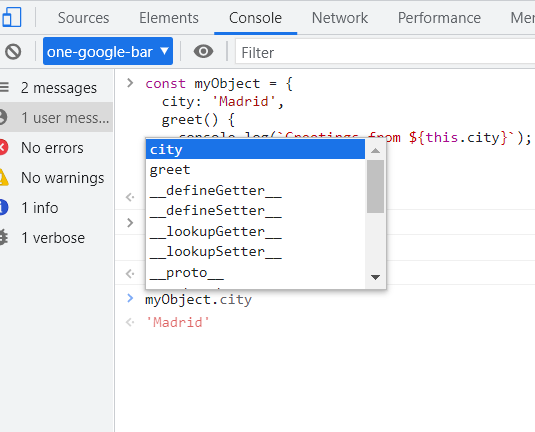 Sources Elements Console Network Performance Mem
one-google-bar Filter
2 messages
1 user mess...
No errors
No warnings
1 info
1 verbose
const myObject = {
city: 'Madrid',
greet() {
console.log(`Greetings from ${this.city}`);
city
greet
__defineGetter__
__defineSetter__
__lookupGetter__
__lookupSetter__
__proto__
myObject.city
'Madrid'